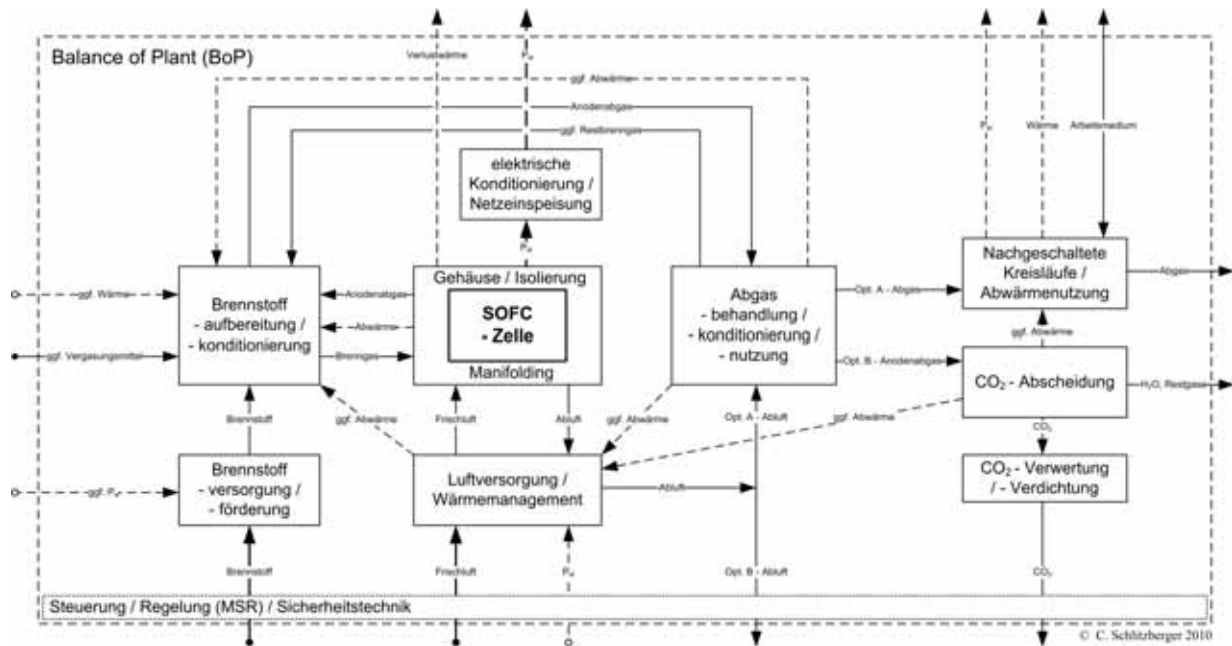 Balance of Plant (BoP)
Verlustwärme
Pel
ggf. Abwärme
Anodenabgas
ggf. Restbrenngas
Pel
Wärme
Arbeitsmedium
elektrische
Konditionierung /
Netzeinspeisung
Pel
Nachgeschaltete
Kreisläufe /
Abwärmenutzung
Abgas
Gehäuse / Isolierung
SOFC
- Zelle
Manifolding
ggf. Wärme
Brennstoff
- aufbereitung /
- konditionierung
Anodenabgas
Abwärme
Brenngas
Abgas
- behandlung /
- konditionierung /
- nutzung
Opt. A - Abgas
ggf. Abwärme
ggf. Vergasungsmittel
Opt. B - Anodenabgas
CO₂ - Abscheidung
H₂O, Restgase
Brennstoff
ggf. Abwärme
Frischluft
Abluft
ggf. Abwärme
Opt. A - Abluft
ggf. Abwärme
CO₂
ggf. Pel
Brennstoff
- versorgung /
- förderung
Luftversorgung /
Wärmemanagement
Abluft
CO₂ - Verwertung
/ - Verdichtung
Brennstoff
Frischluft
Pel
Opt. B - Abluft
CO₂
Steuerung / Regelung (MSR) / Sicherheitstechnik
© C. Schlitzberger 2010